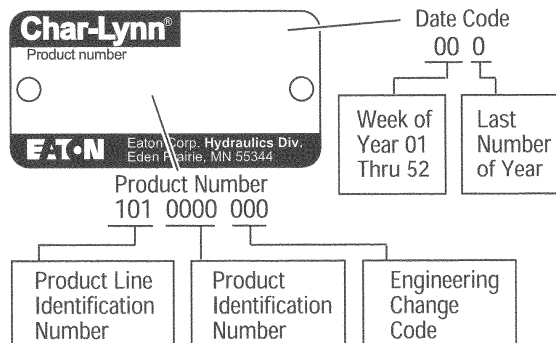 Char-Lynn®
Product number
EATON
Eaton Corp. Hydraulics Div.
Eden Prairie, MN 55344
Date Code
00 0
Week of
Year 01
Thru 52
Last
Number
of Year
Product Number
101 0000 000
Product Line
Identification
Number
Product
Identification
Number
Engineering
Change
Code